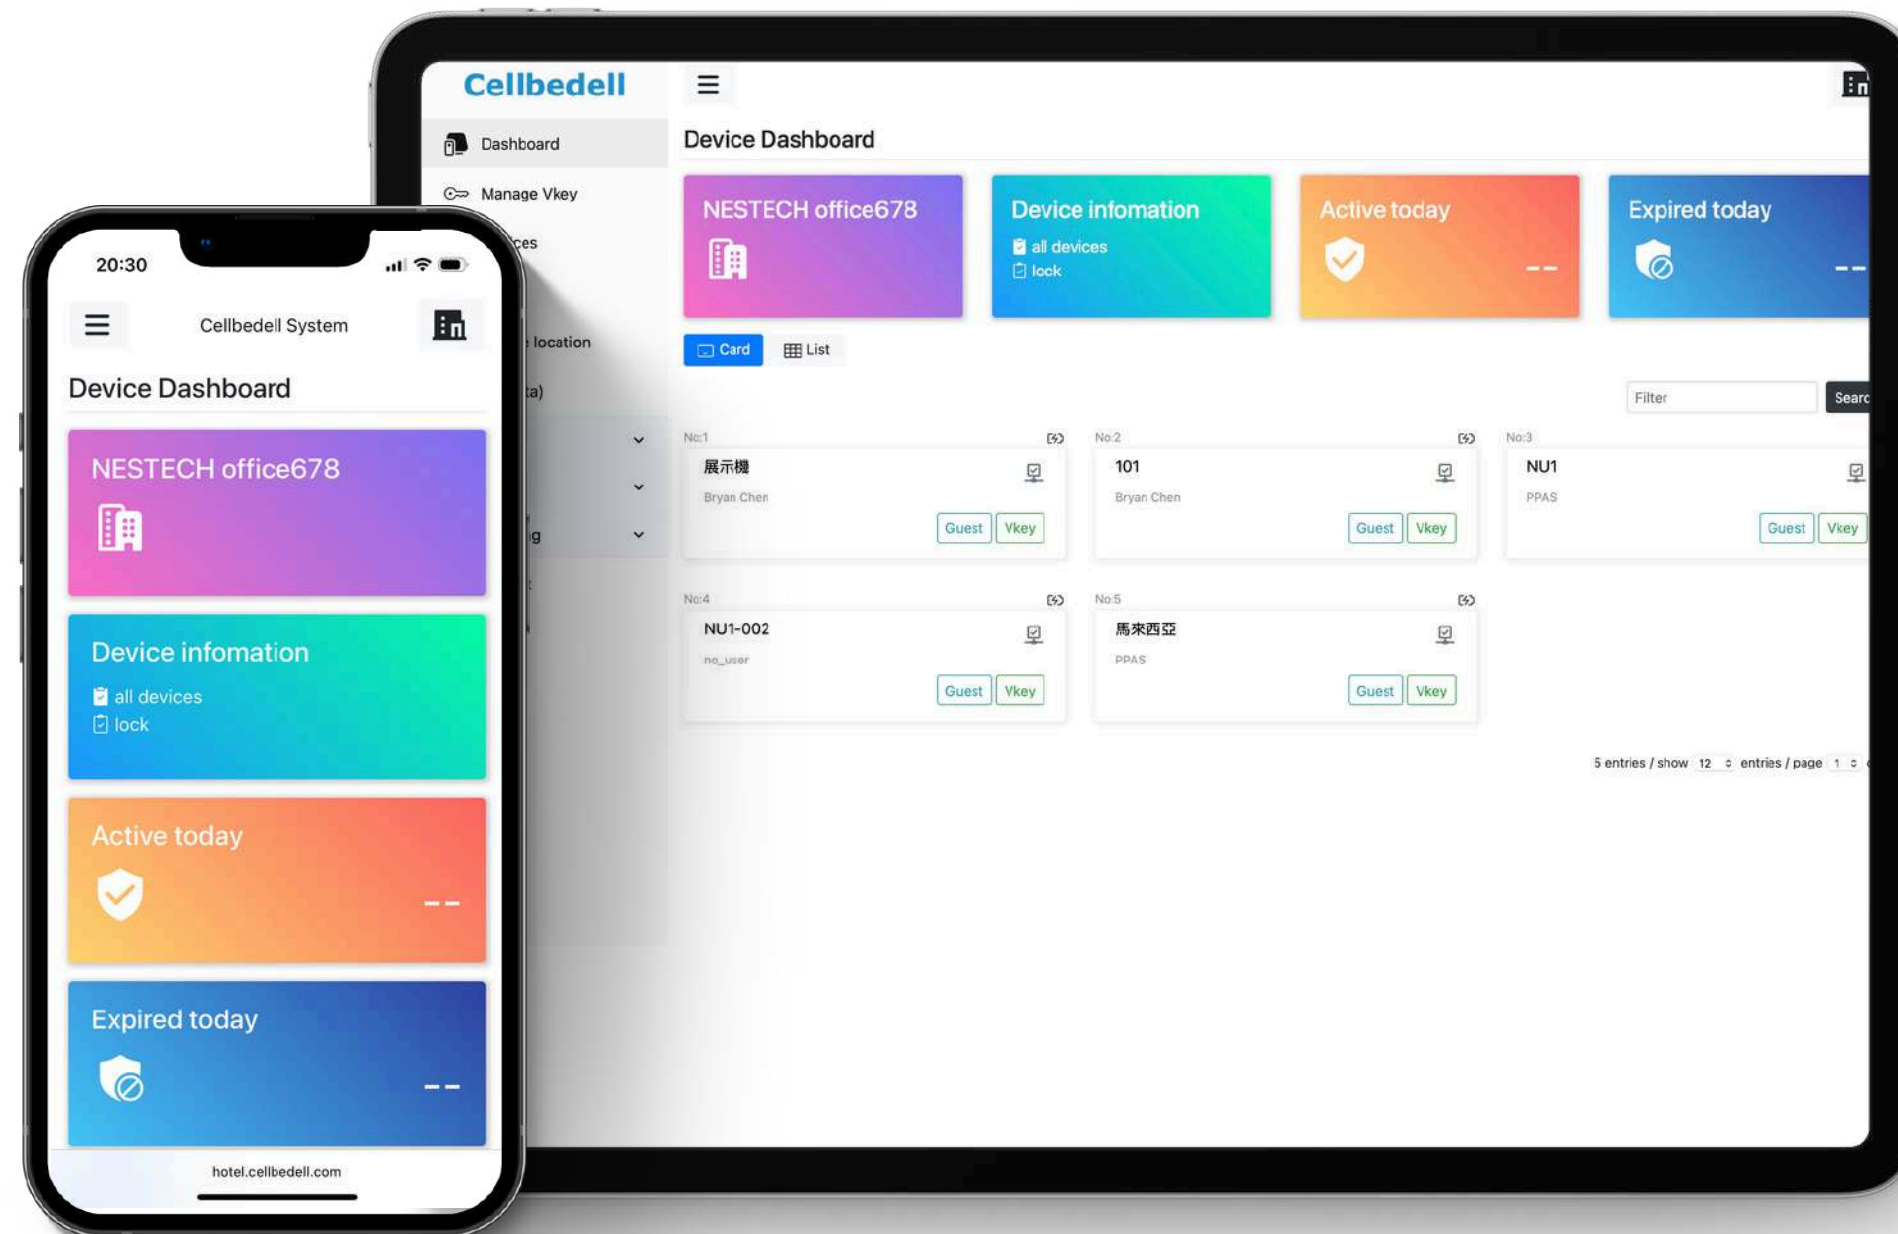 Cellbedell
Dashboard
Manage Vkey
location
Device Dashboard
NESTECH office678
Device infomation
all devices
lock
Active today
--
Expired today
--
Card
List
Filter
No:1
展示機
Bryan Chen
Guest
Vkey
No:2
101
Bryan Chen
Guest
Vkey
No:3
NU1
PPAS
Guest
Vkey
No:4
NU1-002
no_user
Guest
Vkey
No:5
馬來西亞
PPAS
Guest
Vkey
5 entries / show 12 entries / page 1
20:30
Cellbedell System
Device Dashboard
NESTECH office678
Device infomation
all devices
lock
Active today
--
Expired today
--
hotel.cellbedell.com